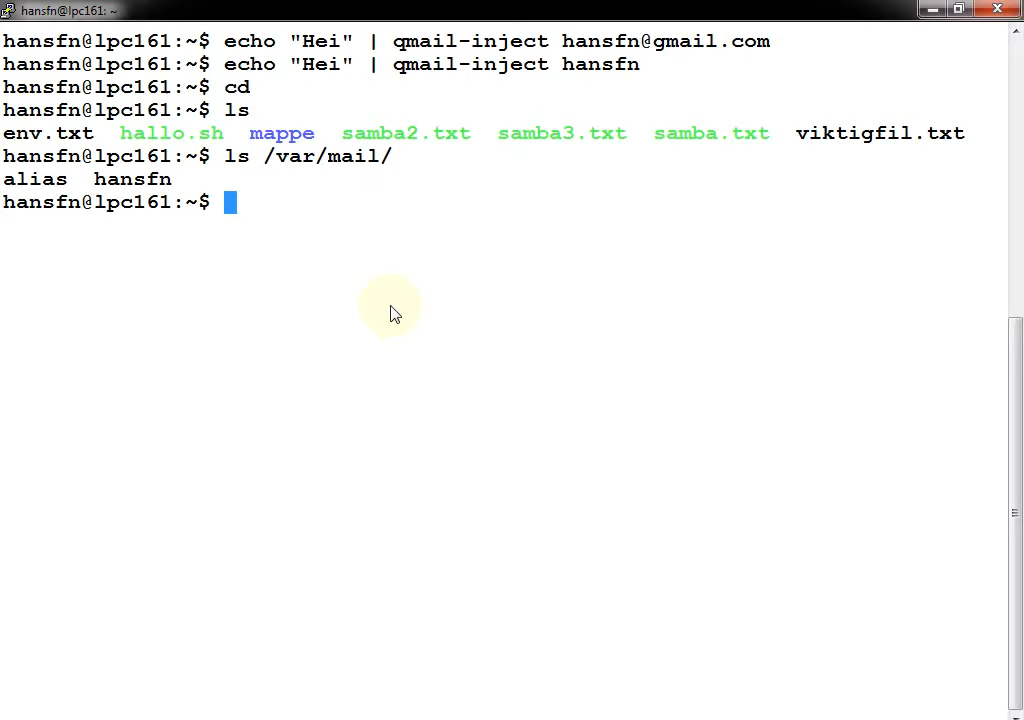 hansfn@lpc161: ~
hansfn@lpc161:~$ echo "Hei" | qmail-inject hansfn@gmail.com
hansfn@lpc161:~$ echo "Hei" | qmail-inject hansfn
hansfn@lpc161:~$ cd
hansfn@lpc161:~$ ls
env.txt  hallo.sh  mappe  samba2.txt  samba3.txt  samba.txt  viktigfil.txt
hansfn@lpc161:~$ ls /var/mail/
alias  hansfn
hansfn@lpc161:~$